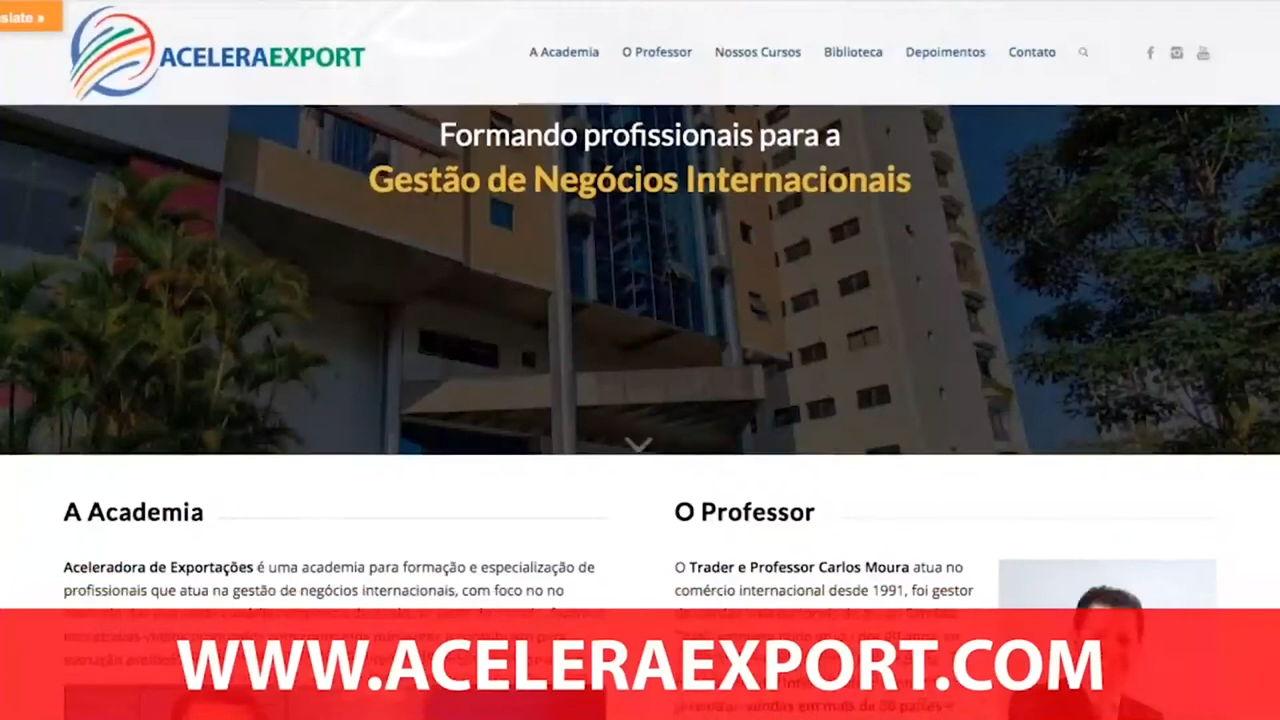 slate »
ACELERAEXPORT
A Academia O Professor Nossos Cursos Biblioteca Depoimentos Contato
Formando profissionais para a
Gestão de Negócios Internacionais
A Academia
Aceleradora de Exportações é uma academia para formação e especialização de
profissionais que atua na gestão de negócios internacionais, com foco no no
O Professor
O Trader e Professor Carlos Moura atua no
comércio internacional desde 1991, foi gestor
WWW.ACELERAEXPORT.COM